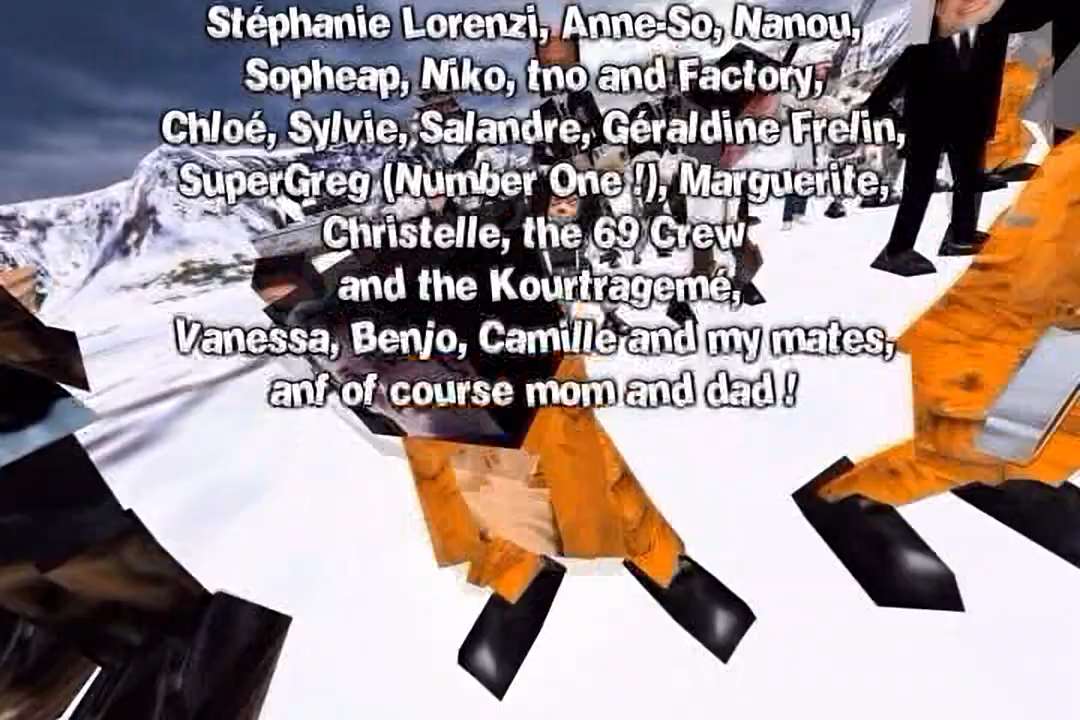 Stéphanie Lorenzi, Anne-So, Nanou,
Sopheap, Niko, tno and Factory,
Chloé, Sylvie, Salandre, Géraldine Frelin,
SuperGreg (Number One !), Marguerite,
Christelle, the 69 Crew
and the Kourtragemé,
Vanessa, Benjo, Camille and my mates,
anf of course mom and dad !